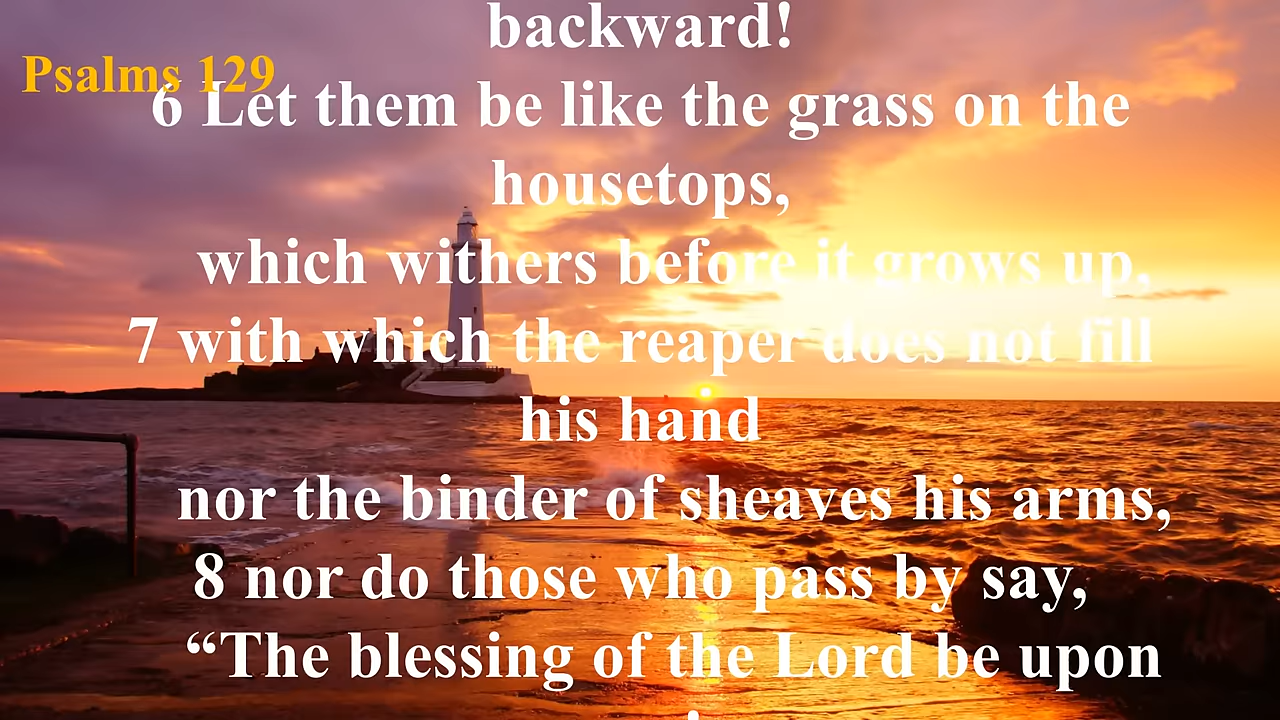 backward!
Psalms 129
6 Let them be like the grass on the
housetops,
which withers before it grows up,
7 with which the reaper does not fill
his hand
nor the binder of sheaves his arms,
8 nor do those who pass by say,
“The blessing of the Lord be upon